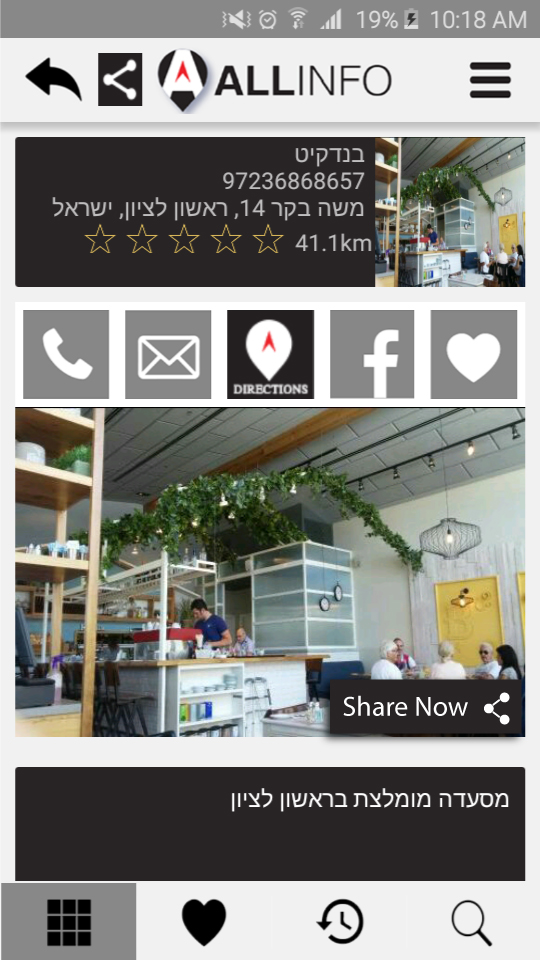 19% 10:18 AM
ALLINFO
בנדקיט
97236868657
משה בקר 14, ראשון לציון, ישראל
41.1km
DIRECTIONS
Share Now
מסעדה מומלצת בראשון לציון